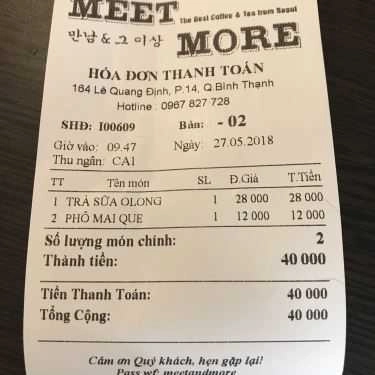 MEET
The Best Coffee & Tea from Seoul
만남 & 그 이상
MORE
HÓA ĐƠN THANH TOÁN
164 Lê Quang Định, P.14, Q Bình Thạnh
Hotline : 0967 827 728
SHĐ: I00609 Bàn: - 02
Giờ vào: 09.47 Ngày: 27.05.2018
Thu ngân: CA1
TT Tên món SL Đ.Giá T.Tiền
1 TRÀ SỮA OLONG 1 28 000 28 000
2 PHÔ MAI QUE 1 12 000 12 000
Số lượng món chính: 2
Thành tiền: 40 000
Tiền Thanh Toán: 40 000
Tổng Cộng: 40 000
Cảm ơn Quý khách, hẹn gặp lại!
Pass wf: meetandmore